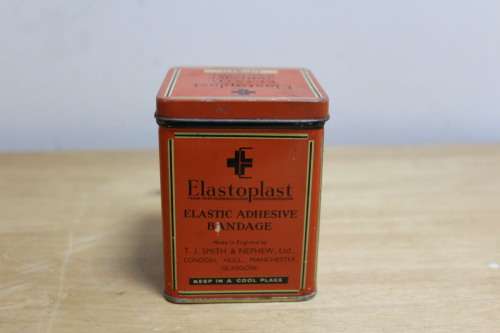 Elastoplast
Elastoplast
ELASTIC ADHESIVE
BANDAGE
Made in England by
T. J. SMITH & NEPHEW, Ltd.,
LONDON, HULL, MANCHESTER,
GLASGOW.
KEEP IN A COOL PLACE